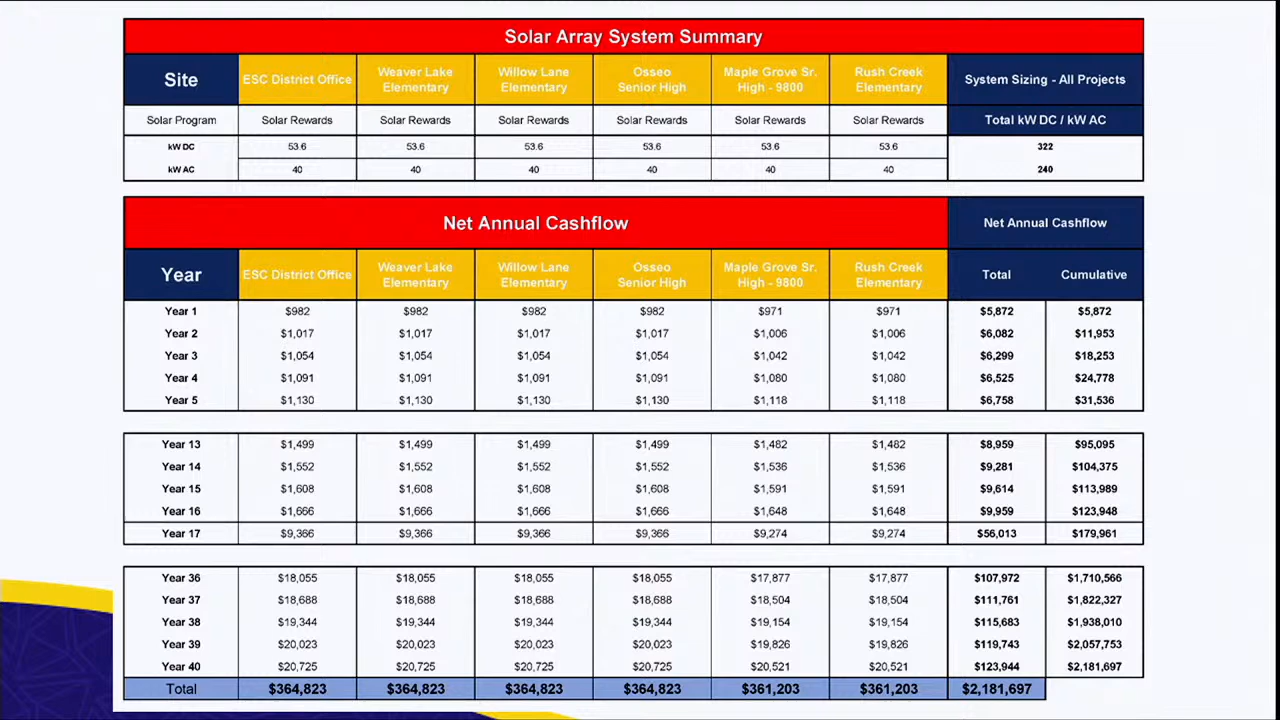 Solar Array System Summary
Site ESC District Office Weaver Lake Elementary Willow Lane Elementary Osseo Senior High Maple Grove Sr. High - 9800 Rush Creek Elementary System Sizing - All Projects
Solar Program Solar Rewards Solar Rewards Solar Rewards Solar Rewards Solar Rewards Solar Rewards Total kW DC / kW AC
kW DC 53.6 53.6 53.6 53.6 53.6 53.6 322
kW AC 40 40 40 40 40 40 240
Net Annual Cashflow Net Annual Cashflow
Year ESC District Office Weaver Lake Elementary Willow Lane Elementary Osseo Senior High Maple Grove Sr. High - 9800 Rush Creek Elementary Total Cumulative
Year 1 $982 $982 $982 $982 $971 $971 $5,872 $5,872
Year 2 $1,017 $1,017 $1,017 $1,017 $1,006 $1,006 $6,082 $11,953
Year 3 $1,054 $1,054 $1,054 $1,054 $1,042 $1,042 $6,299 $18,253
Year 4 $1,091 $1,091 $1,091 $1,091 $1,080 $1,080 $6,525 $24,778
Year 5 $1,130 $1,130 $1,130 $1,130 $1,118 $1,118 $6,758 $31,536
Year 13 $1,499 $1,499 $1,499 $1,499 $1,482 $1,482 $8,959 $95,095
Year 14 $1,552 $1,552 $1,552 $1,552 $1,536 $1,536 $9,281 $104,375
Year 15 $1,608 $1,608 $1,608 $1,608 $1,591 $1,591 $9,614 $113,989
Year 16 $1,666 $1,666 $1,666 $1,666 $1,648 $1,648 $9,959 $123,948
Year 17 $9,366 $9,366 $9,366 $9,366 $9,274 $9,274 $56,013 $179,961
Year 36 $18,055 $18,055 $18,055 $18,055 $17,877 $17,877 $107,972 $1,710,566
Year 37 $18,688 $18,688 $18,688 $18,688 $18,504 $18,504 $111,761 $1,822,327
Year 38 $19,344 $19,344 $19,344 $19,344 $19,154 $19,154 $115,683 $1,938,010
Year 39 $20,023 $20,023 $20,023 $20,023 $19,826 $19,826 $119,743 $2,057,753
Year 40 $20,725 $20,725 $20,725 $20,725 $20,521 $20,521 $123,944 $2,181,697
Total $364,823 $364,823 $364,823 $364,823 $361,203 $361,203 $2,181,697